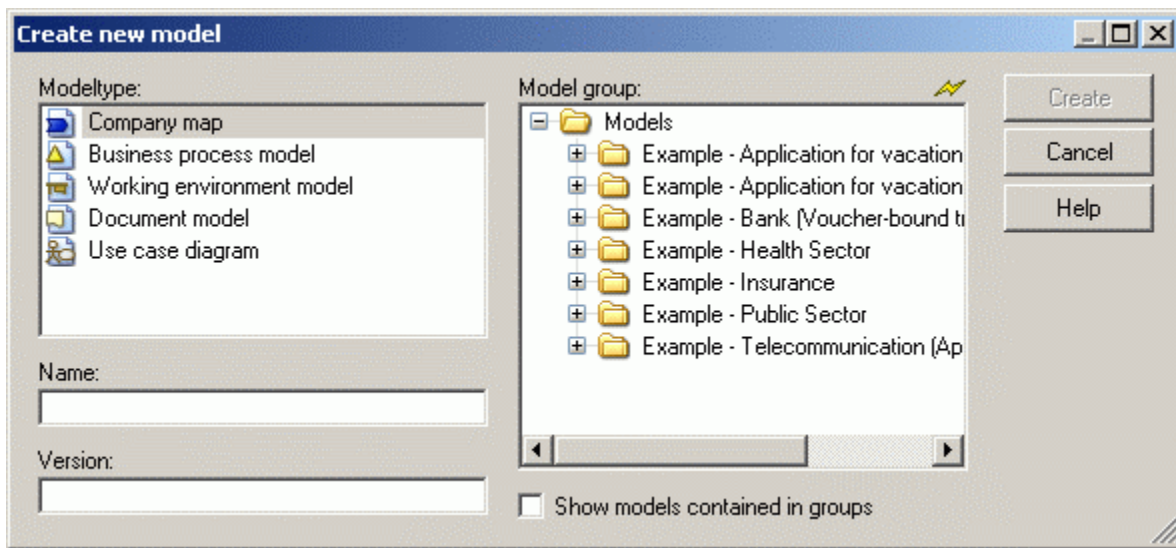 Create new model
Modeltype:
Company map
Business process model
Working environment model
Document model
Use case diagram
Name:
Version:
Model group:
Models
Example - Application for vacation
Example - Application for vacation
Example - Bank (Voucher-bound
Example - Health Sector
Example - Insurance
Example - Public Sector
Example - Telecommunication (Ap
Show models contained in groups
Create
Cancel
Help